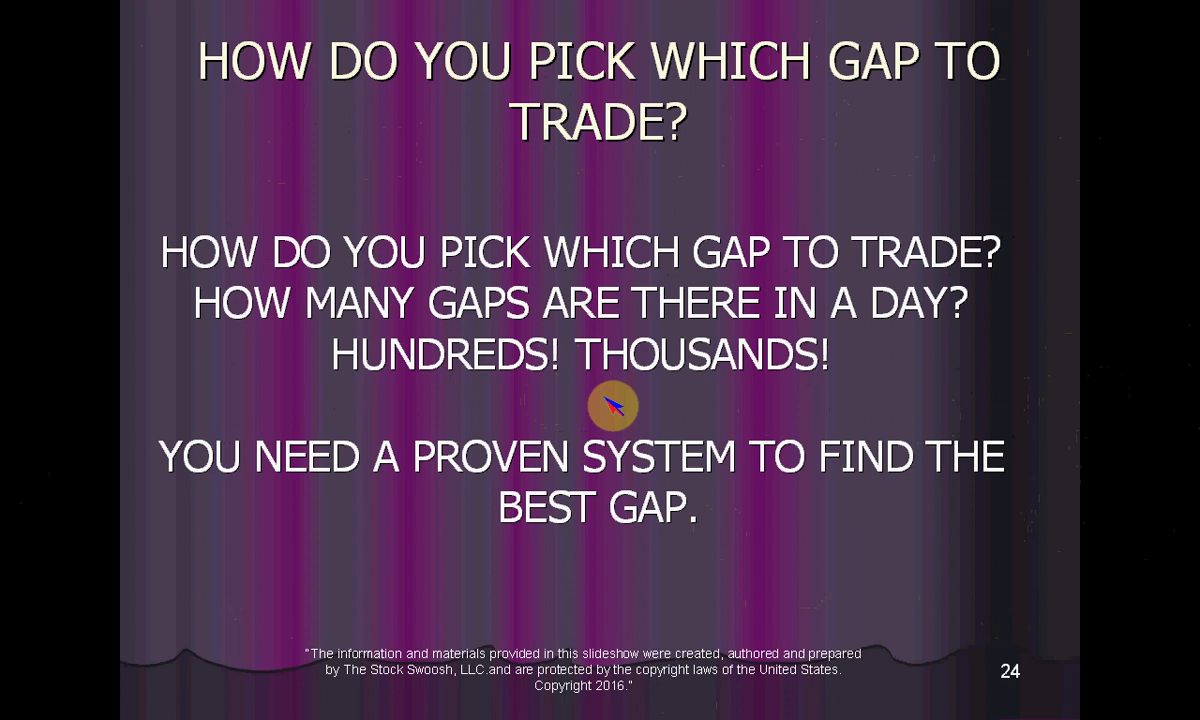 HOW DO YOU PICK WHICH GAP TO
TRADE?
HOW DO YOU PICK WHICH GAP TO TRADE?
HOW MANY GAPS ARE THERE IN A DAY?
HUNDREDS! THOUSANDS!
YOU NEED A PROVEN SYSTEM TO FIND THE
BEST GAP.
"The information and materials provided in this slideshow were created, authored and prepared
by The Stock Swoosh, LLC.and are protected by the copyright laws of the United States.
Copyright 2016."
24